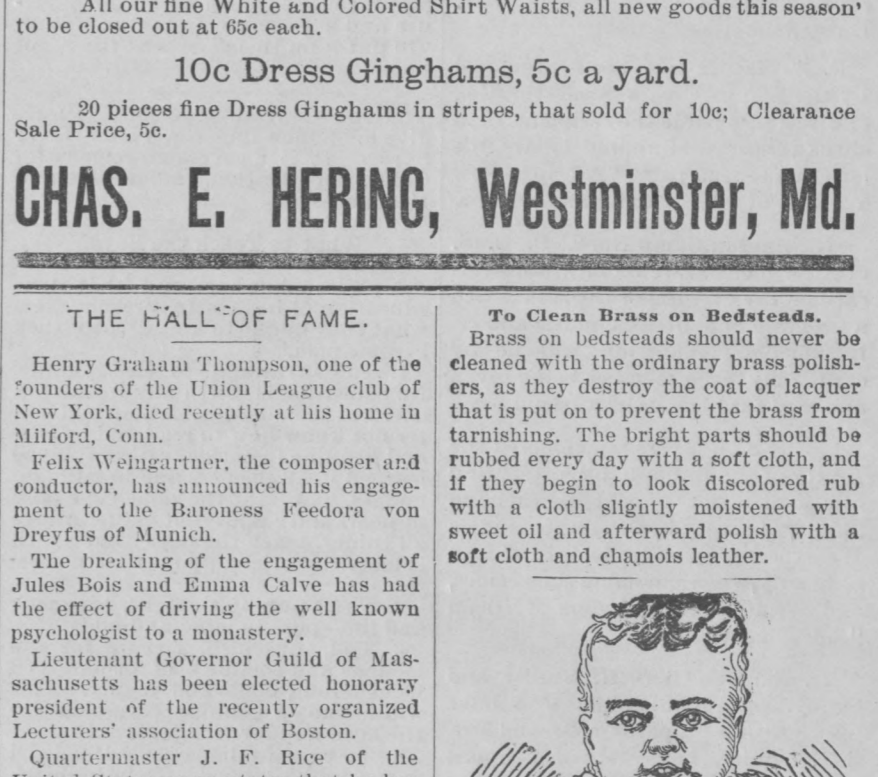 All our fine White and Colored Shirt Waists, all new goods this season'
to be closed out at 65c each.
10c Dress Ginghams, 5c a yard.
20 pieces fine Dress Ginghams in stripes, that sold for 10c; Clearance
Sale Price, 5c.
CHAS. E. HERING, Westminster, Md.
THE HALL OF FAME.
Henry Graham Thompson, one of the
founders of the Union League club of
New York, died recently at his home in
Milford, Conn.
Felix Weingartner, the composer and
conductor, has announced his engage-
ment to the Baroness Feedora von
Dreyfus of Munich.
The breaking of the engagement of
Jules Bois and Emma Calve has had
the effect of driving the well known
psychologist to a monastery.
Lieutenant Governor Guild of Mas-
sachusetts has been elected honorary
president of the recently organized
Lecturers' association of Boston.
Quartermaster J. F. Rice of the
To Clean Brass on Bedsteads.
Brass on bedsteads should never be
cleaned with the ordinary brass polish-
ers, as they destroy the coat of lacquer
that is put on to prevent the brass from
tarnishing. The bright parts should be
rubbed every day with a soft cloth, and
if they begin to look discolored rub
with a cloth slightly moistened with
sweet oil and afterward polish with a
soft cloth and chamois leather.